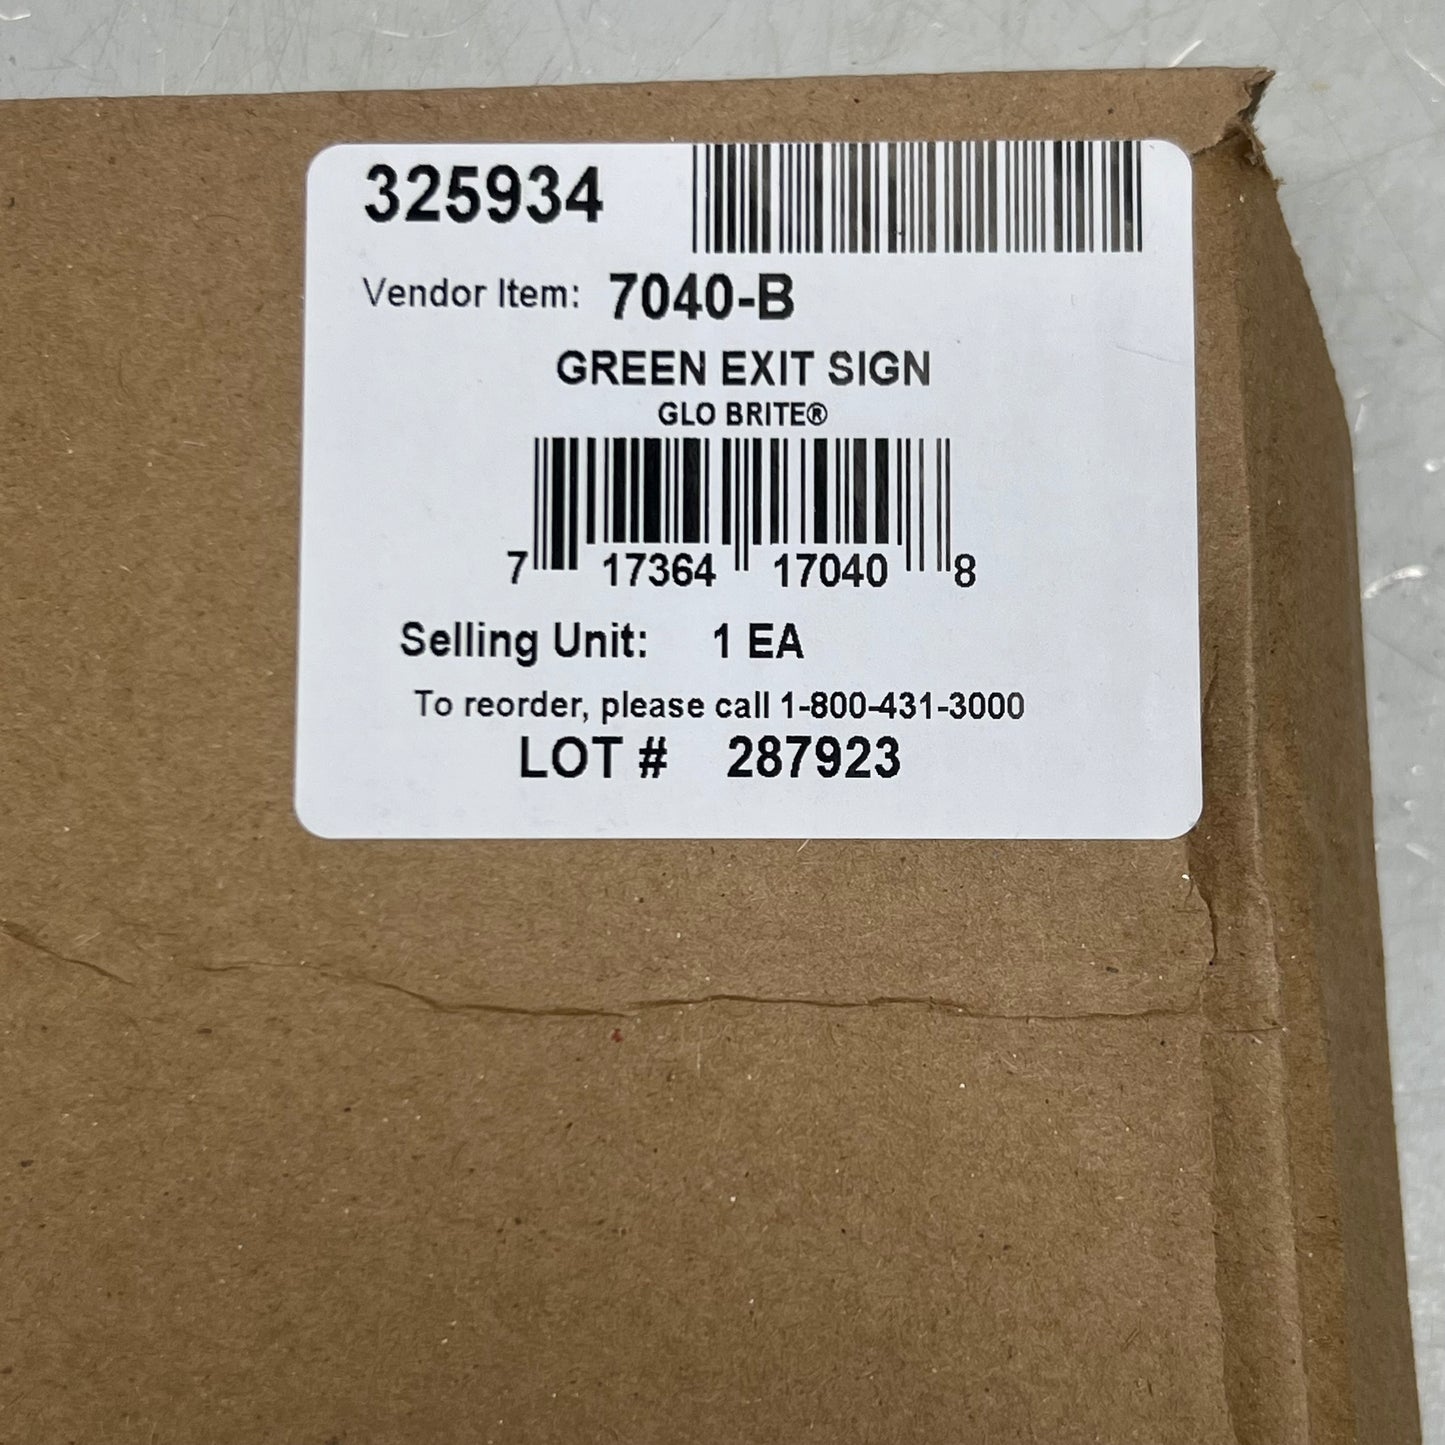 325934
Vendor Item: 7040-B
GREEN EXIT SIGN
GLO BRITE®
7 17364 17040 8
Selling Unit: 1 EA
To reorder, please call 1-800-431-3000
LOT # 287923